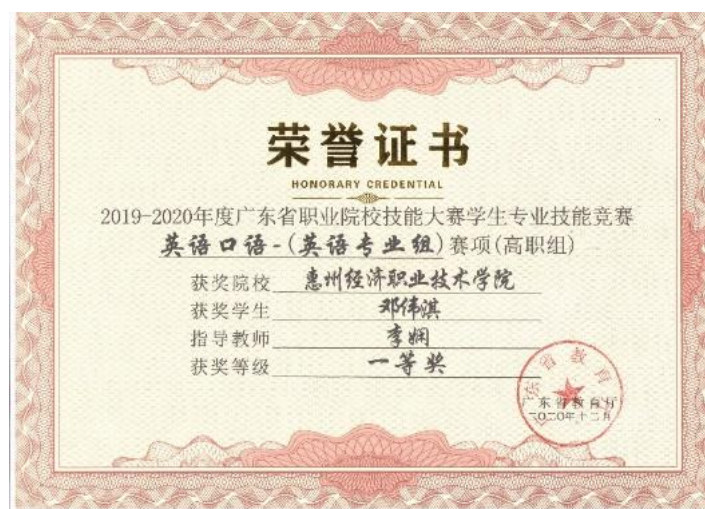 荣誉证书
HONORARY CREDENTIAL
2019-2020年度广东省职业院校技能大赛学生专业技能竞赛
英语口语-(英语专业组)赛项(高职组)
获奖院校 惠州经济职业技术学院
获奖学生 邓伟淇
指导教师 李娴
获奖等级 一等奖
广东省教育厅
二〇二〇年十二月